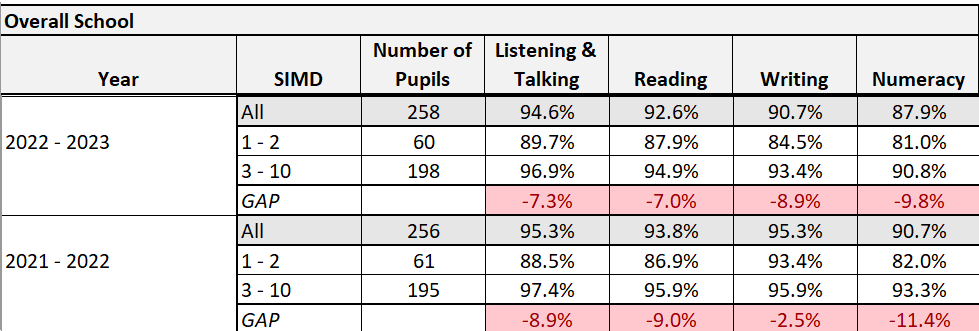 Overall School
Year SIMD Number of Pupils Listening & Talking Reading Writing Numeracy
All 258 94.6% 92.6% 90.7% 87.9%
2022 - 2023 1 - 2 60 89.7% 87.9% 84.5% 81.0%
3 - 10 198 96.9% 94.9% 93.4% 90.8%
GAP -7.3% -7.0% -8.9% -9.8%
All 256 95.3% 93.8% 95.3% 90.7%
2021 - 2022 1 - 2 61 88.5% 86.9% 93.4% 82.0%
3 - 10 195 97.4% 95.9% 95.9% 93.3%
GAP -8.9% -9.0% -2.5% -11.4%